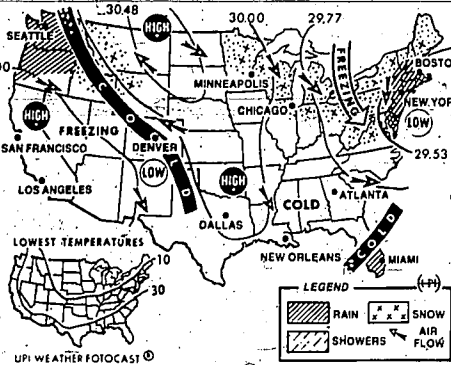 30.48
30.00
29.77
HIGH
SEATTLE
MINNEAPOLIS
BOSTON
FREEZING
CHICAGO
NEW YORK
HIGH
COLD
LOW
FREEZING
DENVER
SAN FRANCISCO
29.53
LOW
HIGH
LOS ANGELES
COLD
ATLANTA
DALLAS
COLD
LOWEST TEMPERATURES
NEW ORLEANS
MIAMI
10
30
LEGEND
(UPI)
RAIN
SNOW
SHOWERS
AIR FLOW
UPI WEATHER FOTOCAST ®